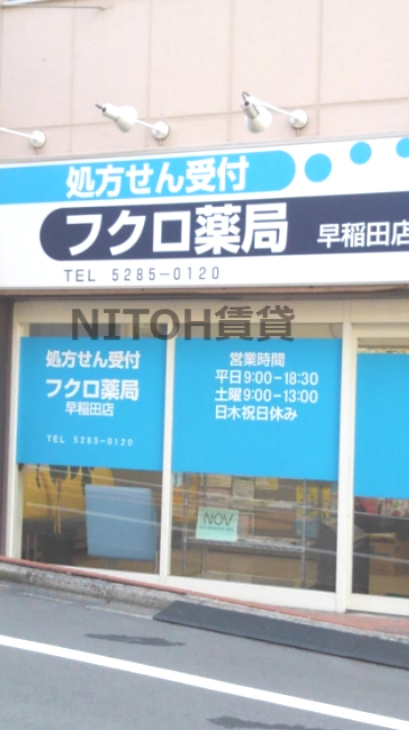 処方せん受付
フクロ薬局 早稲田店
TEL 5285-0120
NITOH賃貸
処方せん受付
フクロ薬局
早稲田店
TEL 5285-0120
営業時間
平日9:00-18:30
土曜9:00-13:00
日木祝日休み
NOV